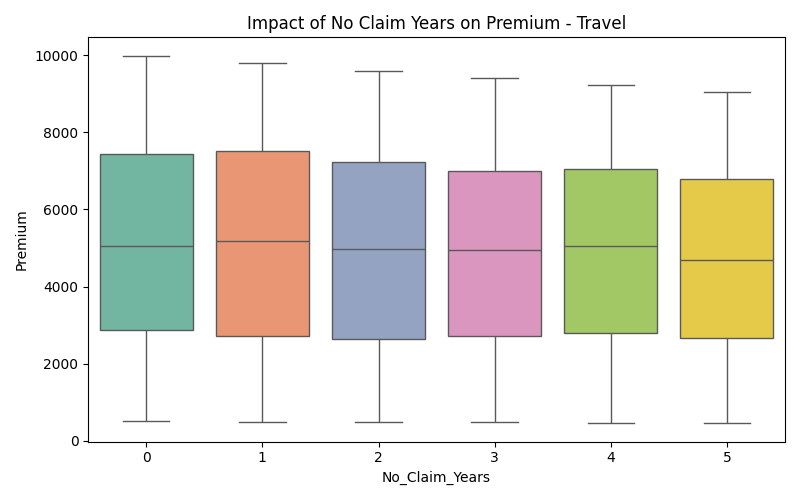 Impact of No Claim Years on Premium - Travel
Premium
10000
8000
6000
4000
2000
0
0 1 2 3 4 5
No_Claim_Years